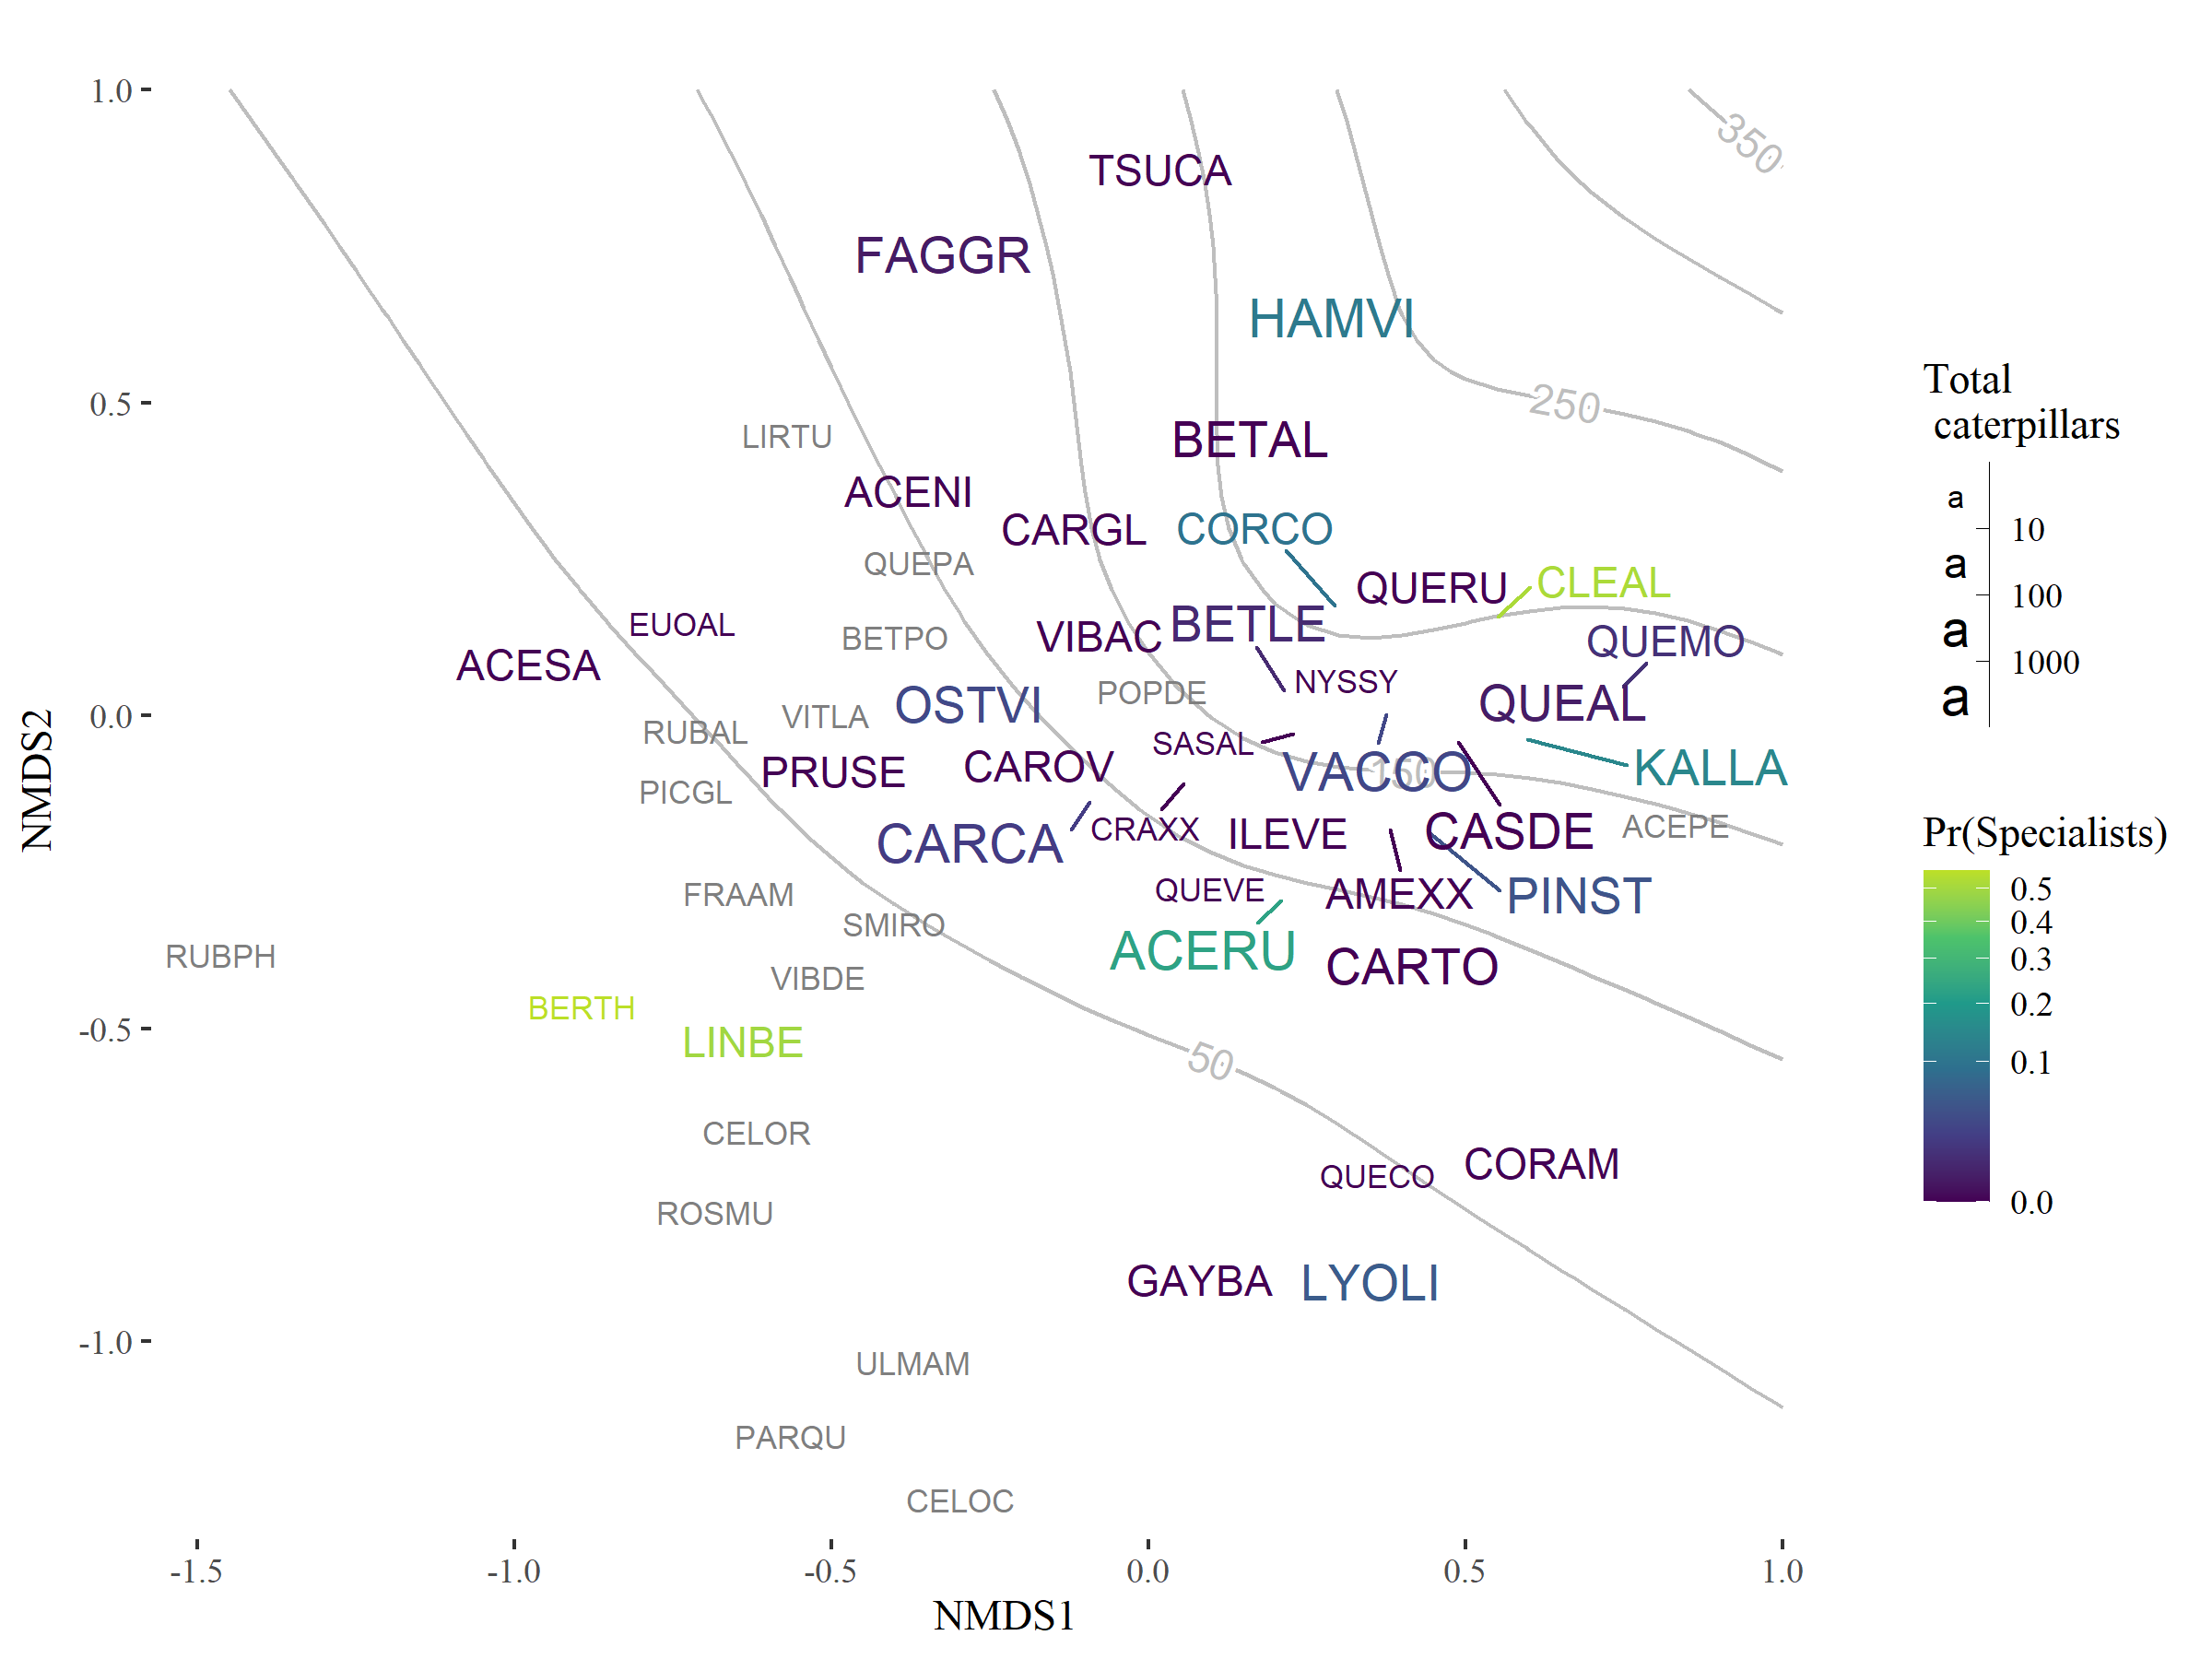 1.0
350
TSUCA
FAGGR
HAMVI
Total
caterpillars
0.5
250
LIRTU
BETAL
ACENI
a
CARGL
CORCO
10
QUEPA
a
QUERU
CLEAL
100
EUOAL
BETPO
VIBAC
BETLE
QUEMO
a
ACESA
NYSSY
1000
POPDE
OSTVI
QUEAL
a
0.0
VITLA
RUBAL
SASAL
NMDS2
PRUSE
CAROV
VACCO
150
KALLA
PICGL
CARCA
CRAXX
ILEVE
CASDE
ACEPE
Pr(Specialists)
FRAAM
QUEVE
AMEXX
PINST
0.5
SMIRO
0.4
RUBPH
ACERU
CARTO
0.3
VIBDE
BERTH
0.2
-0.5
LINBE
50
0.1
CELOR
QUECO
CORAM
0.0
ROSMU
GAYBA
LYOLI
-1.0
ULMAM
PARQU
CELOC
-1.5
-1.0
-0.5
0.0
0.5
1.0
NMDS1